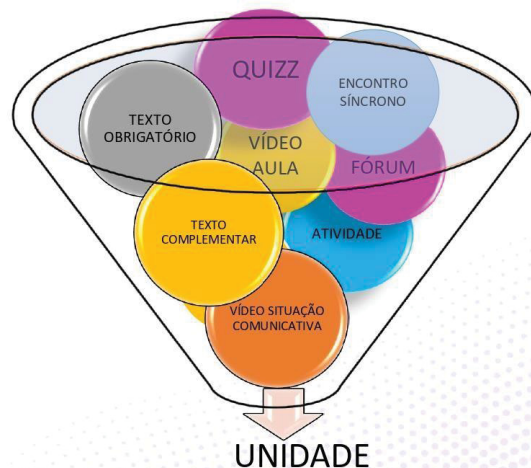 QUIZZ
ENCONTRO
SÍNCRONO
TEXTO
OBRIGATÓRIO
VÍDEO
AULA
FÓRUM
TEXTO
COMPLEMENTAR
ATIVIDADE
VÍDEO SITUAÇÃO
COMUNICATIVA
UNIDADE